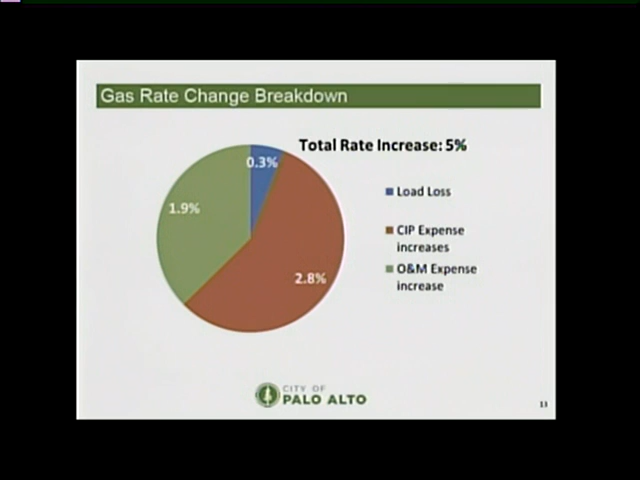 Gas Rate Change Breakdown
Total Rate Increase: 5%
0.3%
1.9%
2.8%
Load Loss
CIP Expense
increases
O&M Expense
increase
CITY OF
PALO ALTO
11